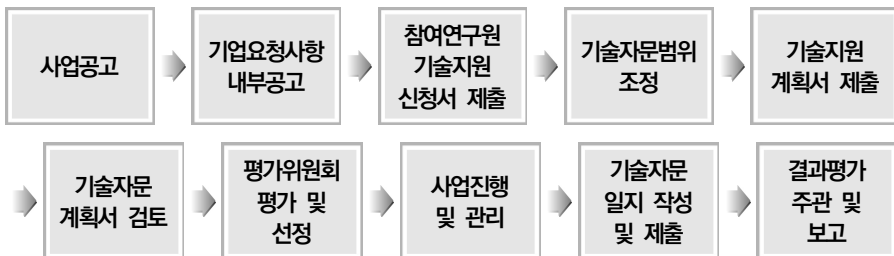 사업공고
기업요청사항
내부공고
참여연구원
기술지원
신청서 제출
기술자문범위
조정
기술지원
계획서 제출
기술자문
계획서 검토
평가위원회
평가 및
선정
사업진행
및 관리
기술자문
일지 작성
및 제출
결과평가
주관 및
보고